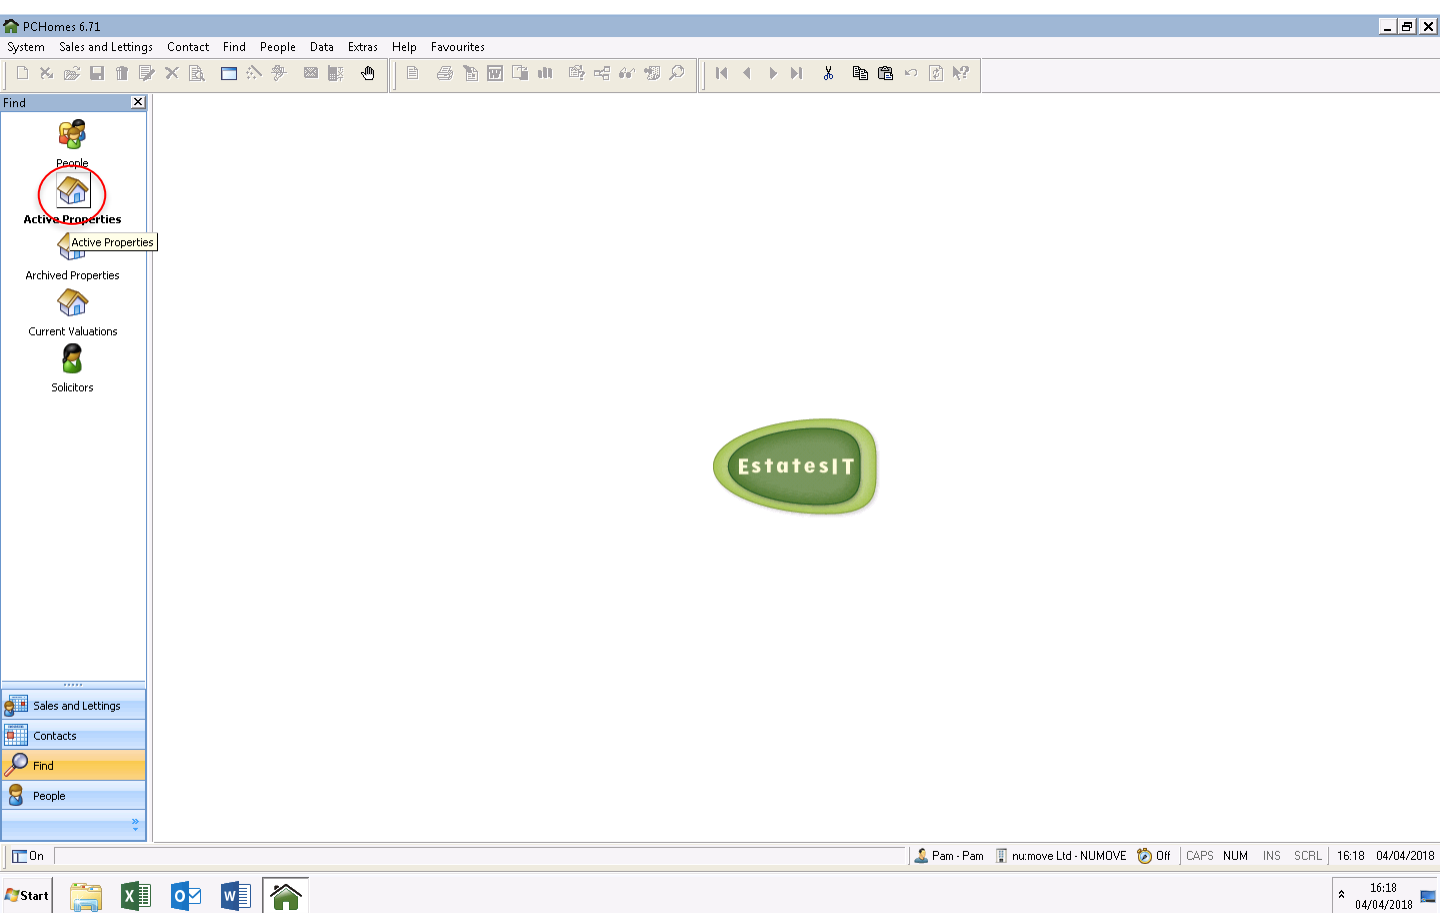 PCHomes 6.71
System Sales and Lettings Contact Find People Data Extras Help Favourites
Find
People
Active Properties
Active Properties
Archived Properties
Current Valuations
Solicitors
EstatesIT
Sales and Lettings
Contacts
Find
People
On Pam - Pam nu:move Ltd - NUMOVE Off CAPS NUM INS SCRL 16:18 04/04/2018
Start
16:18
04/04/2018